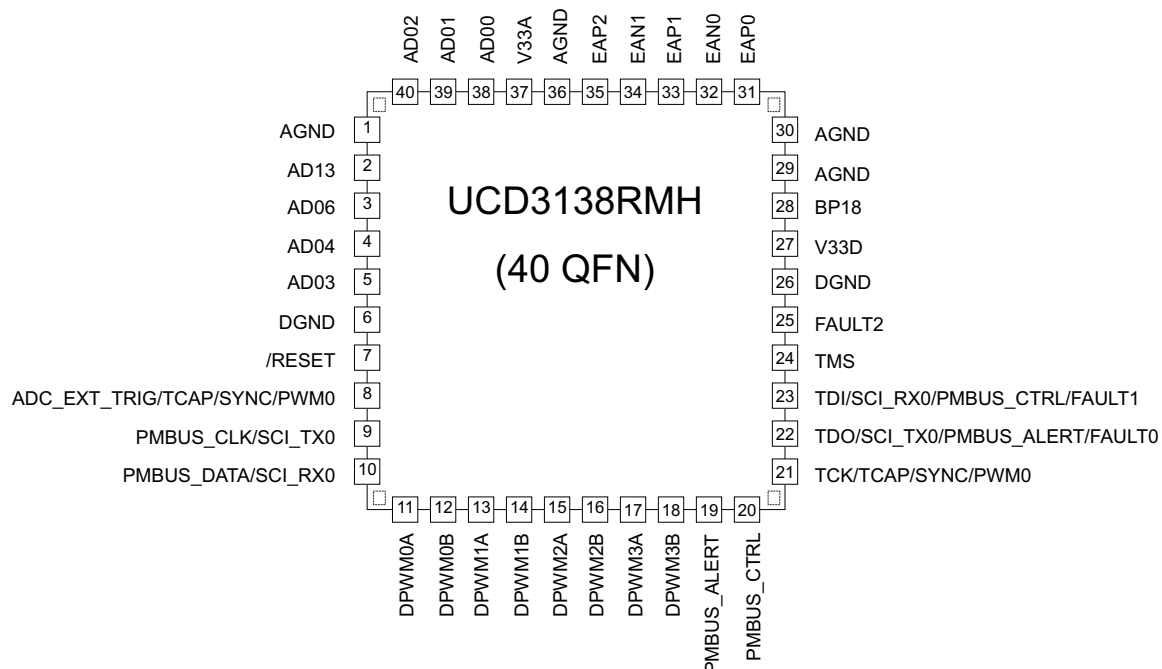 AD02
AD01
AD00
V33A
AGND
EAP2
EAN1
EAP1
EAN0
EAP0
40 39 38 37 36 35 34 33 32 31
AGND 1
AD13 2
AD06 3
AD04 4
AD03 5
DGND 6
/RESET 7
ADC_EXT_TRIG/TCAP/SYNC/PWM0 8
PMBUS_CLK/SCI_TX0 9
PMBUS_DATA/SCI_RX0 10
UCD3138RMH
(40 QFN)
30 AGND
29 AGND
28 BP18
27 V33D
26 DGND
25 FAULT2
24 TMS
23 TDI/SCI_RX0/PMBUS_CTRL/FAULT1
22 TDO/SCI_TX0/PMBUS_ALERT/FAULT0
21 TCK/TCAP/SYNC/PWM0
11 12 13 14 15 16 17 18 19 20
DPWM0A
DPWM0B
DPWM1A
DPWM1B
DPWM2A
DPWM2B
DPWM3A
DPWM3B
PMBUS_ALERT
PMBUS_CTRL